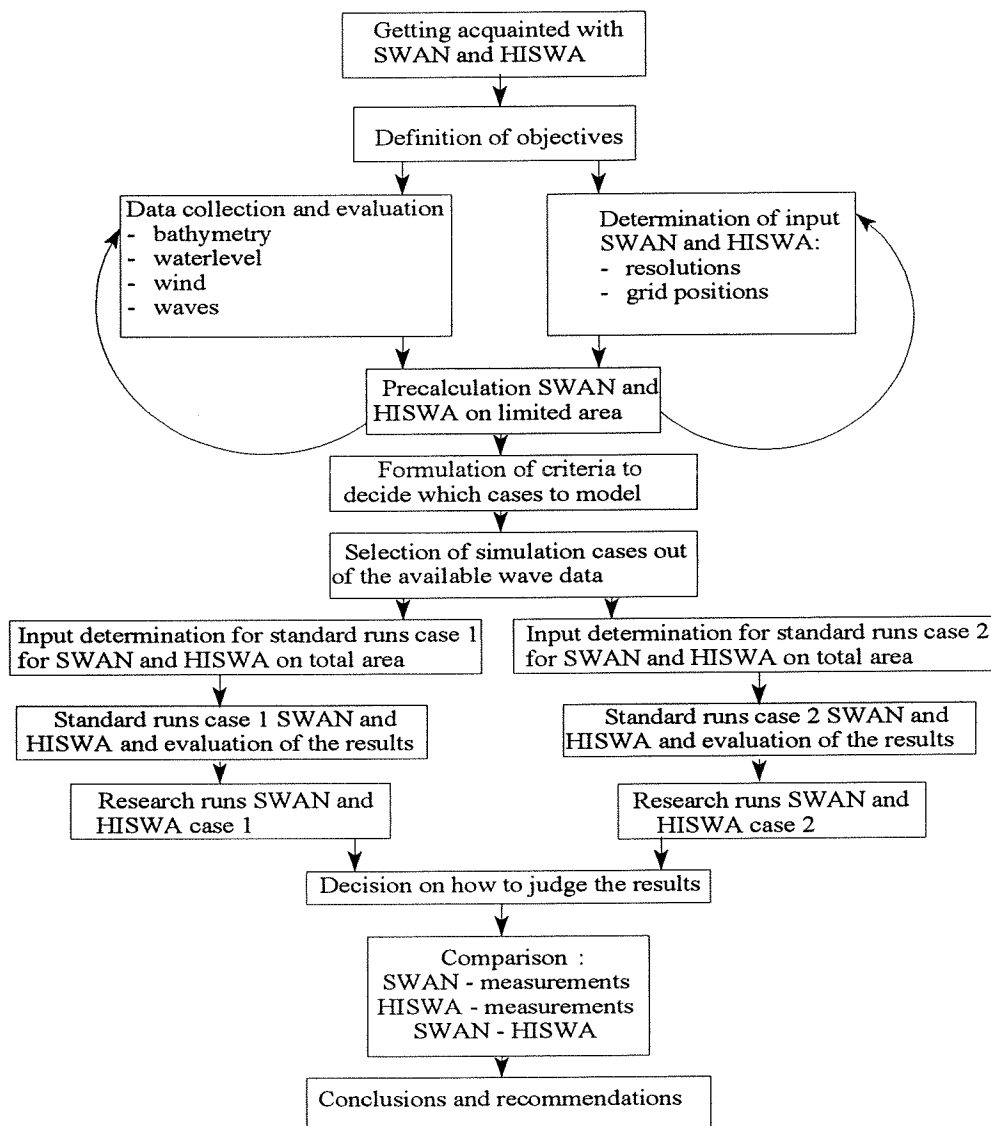 Getting acquainted with
SWAN and HISWA
Definition of objectives
Data collection and evaluation
- bathymetry
- waterlevel
- wind
- waves
Determination of input
SWAN and HISWA:
- resolutions
- grid positions
Precalculation SWAN and
HISWA on limited area
Formulation of criteria to
decide which cases to model
Selection of simulation cases out
of the available wave data
Input determination for standard runs case 1
for SWAN and HISWA on total area
Input determination for standard runs case 2
for SWAN and HISWA on total area
Standard runs case 1 SWAN and
HISWA and evaluation of the results
Standard runs case 2 SWAN and
HISWA and evaluation of the results
Research runs SWAN and
HISWA case 1
Research runs SWAN and
HISWA case 2
Decision on how to judge the results
Comparison :
SWAN - measurements
HISWA - measurements
SWAN - HISWA
Conclusions and recommendations